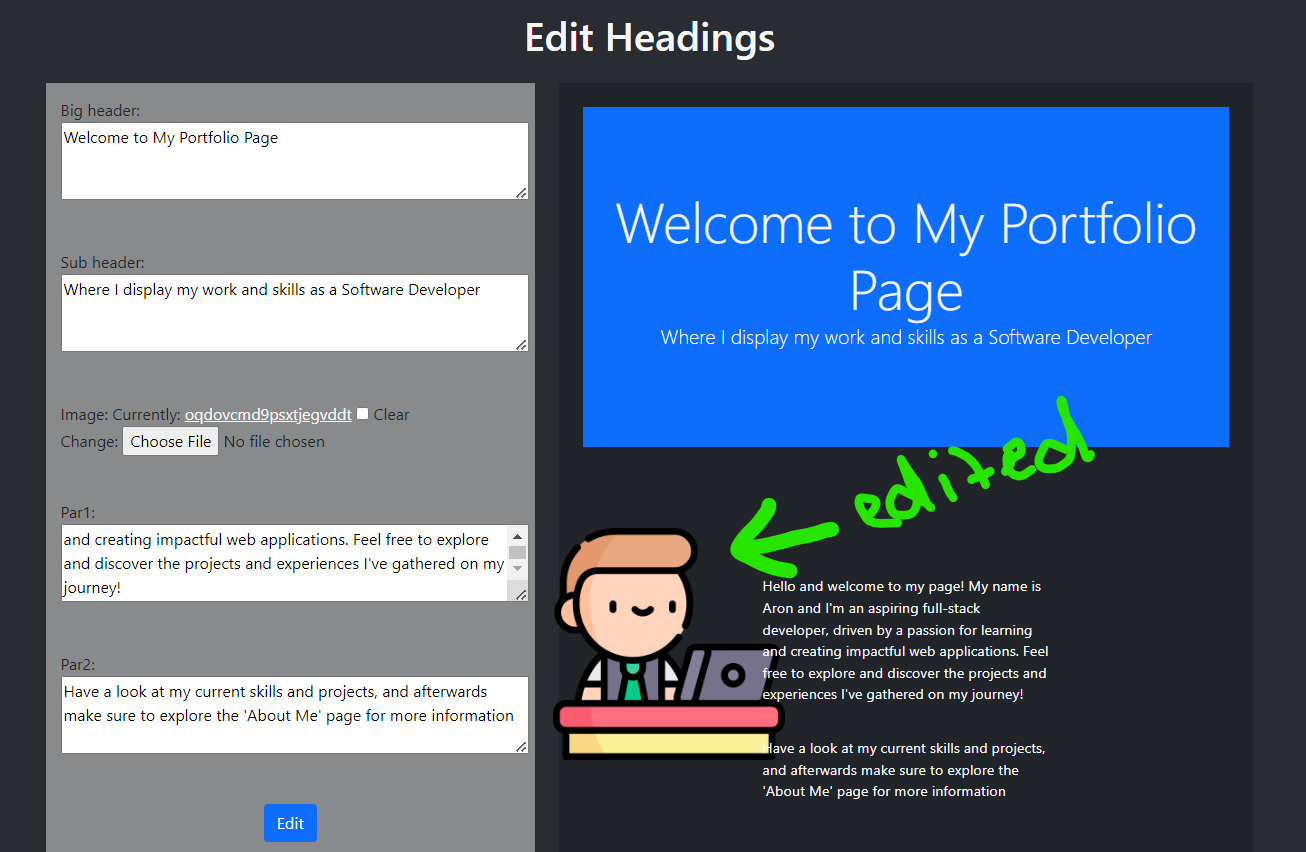 Edit Headings
Big header:
Welcome to My Portfolio Page
Sub header:
Where I display my work and skills as a Software Developer
Image: Currently: oqdovcmd9psxtjegvddt Clear
Change: Choose File No file chosen
Par1:
and creating impactful web applications. Feel free to explore
and discover the projects and experiences I've gathered on my
journey!
Par2:
Have a look at my current skills and projects, and afterwards
make sure to explore the 'About Me' page for more information
Edit
Welcome to My Portfolio
Page
Where I display my work and skills as a Software Developer
edited
Hello and welcome to my page! My name is
Aron and I'm an aspiring full-stack
developer, driven by a passion for learning
and creating impactful web applications. Feel
free to explore and discover the projects and
experiences I've gathered on my journey!
Have a look at my current skills and projects,
and afterwards make sure to explore the
'About Me' page for more information